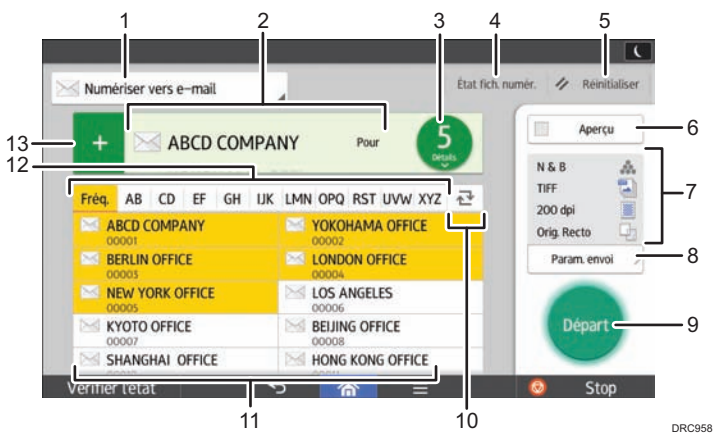 1 2 3 4 5
Numériser vers e-mail
État fich. numér.
Réinitialiser
13 + ABCD COMPANY Pour 5
Détails
Aperçu 6
12
Fréq. AB CD EF GH IJK LMN OPQ RST UVW XYZ
N & B
TIFF
200 dpi
Orig. Recto
7
ABCD COMPANY
00001
YOKOHAMA OFFICE
00002
BERLIN OFFICE
00003
LONDON OFFICE
00004
Param. envoi 8
NEW YORK OFFICE
00005
LOS ANGELES
00006
KYOTO OFFICE
00007
BEIJING OFFICE
00008
Départ 9
SHANGHAI OFFICE
HONG KONG OFFICE
Vérifier l'état
Stop
11 10
DRC958